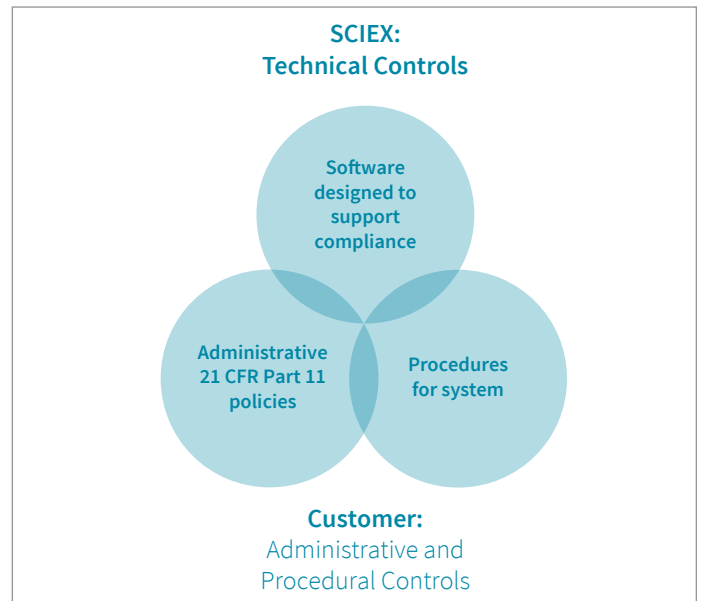 SCIEX:
Technical Controls
Software
designed to
support
compliance
Administrative
21 CFR Part 11
policies
Procedures
for system
Customer:
Administrative and
Procedural Controls